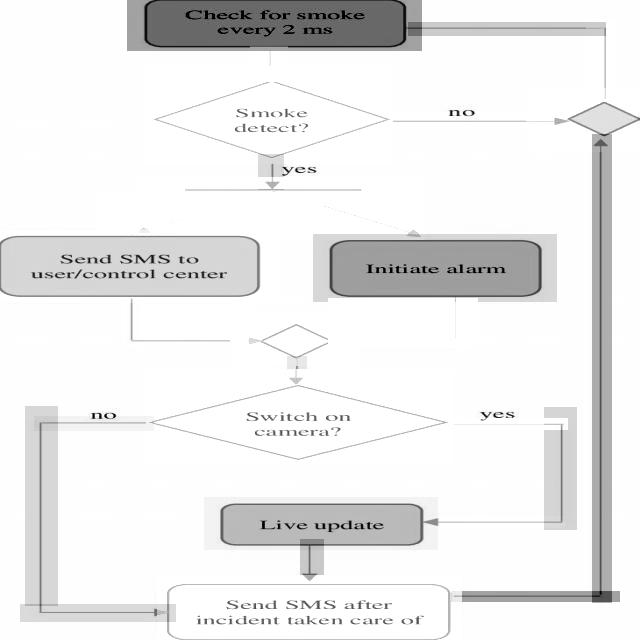 Check for smoke
every 2 ms
Smoke
detect?
no
yes
Send SMS to
user/control center
Initiate alarm
no
Switch on
camera?
yes
Live update
Send SMS after
incident taken care of